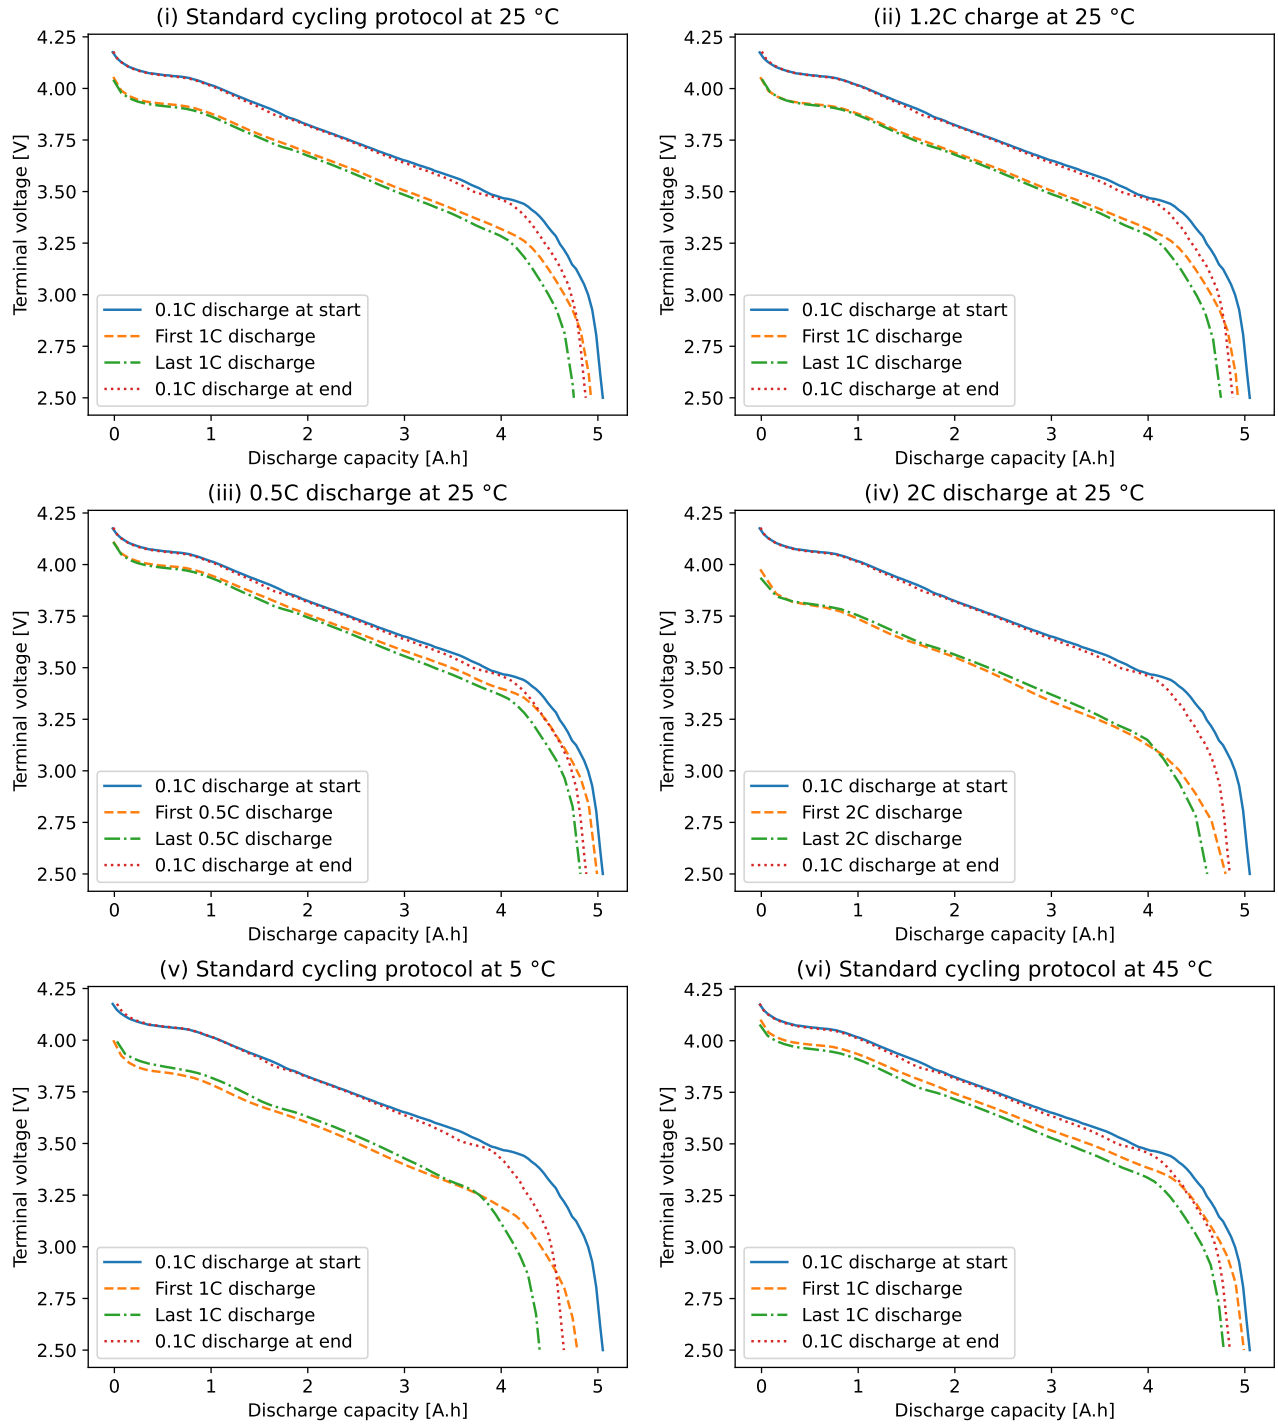 (i) Standard cycling protocol at 25 °C
4.25
4.00
3.75
3.50
3.25
3.00
2.75
2.50
Terminal voltage [V]
0.1C discharge at start
First 1C discharge
Last 1C discharge
0.1C discharge at end
0 1 2 3 4 5
Discharge capacity [A.h]
(ii) 1.2C charge at 25 °C
4.25
4.00
3.75
3.50
3.25
3.00
2.75
2.50
Terminal voltage [V]
0.1C discharge at start
First 1C discharge
Last 1C discharge
0.1C discharge at end
0 1 2 3 4 5
Discharge capacity [A.h]
(iii) 0.5C discharge at 25 °C
4.25
4.00
3.75
3.50
3.25
3.00
2.75
2.50
Terminal voltage [V]
0.1C discharge at start
First 0.5C discharge
Last 0.5C discharge
0.1C discharge at end
0 1 2 3 4 5
Discharge capacity [A.h]
(iv) 2C discharge at 25 °C
4.25
4.00
3.75
3.50
3.25
3.00
2.75
2.50
Terminal voltage [V]
0.1C discharge at start
First 2C discharge
Last 2C discharge
0.1C discharge at end
0 1 2 3 4 5
Discharge capacity [A.h]
(v) Standard cycling protocol at 5 °C
4.25
4.00
3.75
3.50
3.25
3.00
2.75
2.50
Terminal voltage [V]
0.1C discharge at start
First 1C discharge
Last 1C discharge
0.1C discharge at end
0 1 2 3 4 5
Discharge capacity [A.h]
(vi) Standard cycling protocol at 45 °C
4.25
4.00
3.75
3.50
3.25
3.00
2.75
2.50
Terminal voltage [V]
0.1C discharge at start
First 1C discharge
Last 1C discharge
0.1C discharge at end
0 1 2 3 4 5
Discharge capacity [A.h]